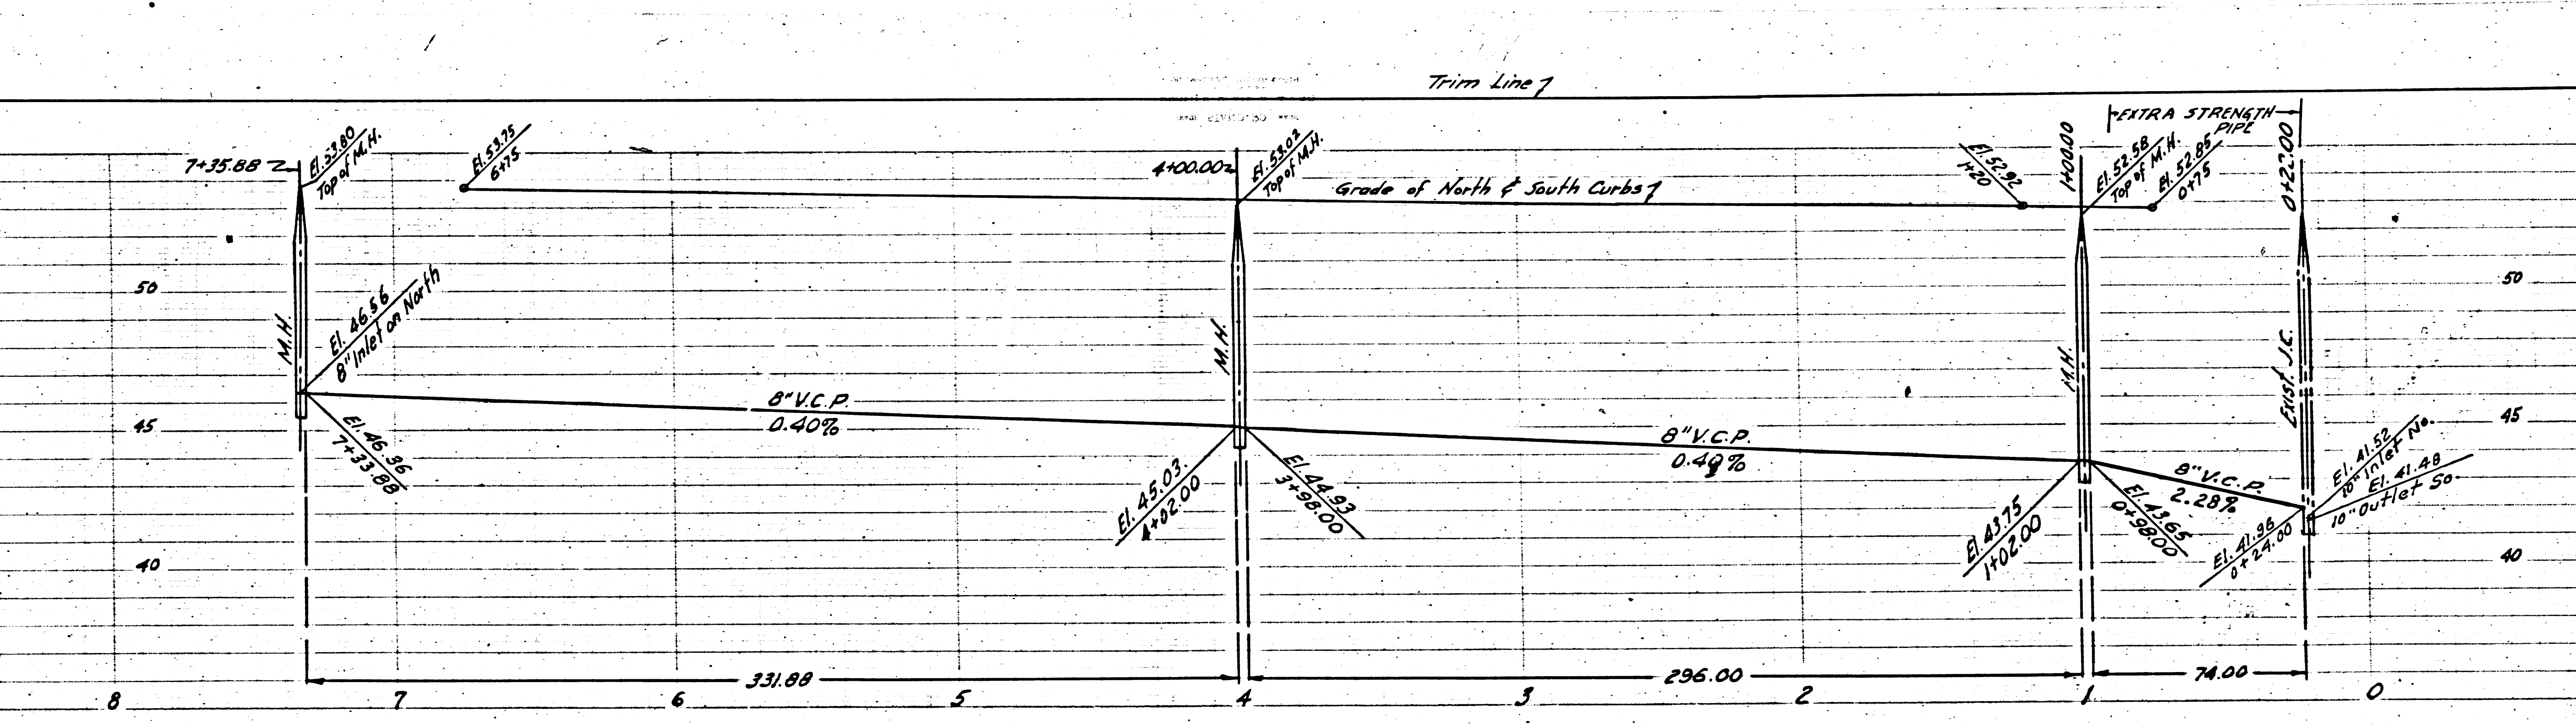 Trim Line
EXTRA STRENGTH
PIPE
7+35.88
El. 53.80
Top of M.H.
El. 53.75
6+75
4+00.00
El. 53.02
Top of M.H.
Grade of North & South Curbs
El. 52.92
1+20
1+00.00
El. 52.58
Top of M.H.
El. 52.85
0+75
0+22.00
50
50
M.H.
El. 46.56
8" Inlet on North
M.H.
M.H.
Exist. J.C.
45
45
8" V.C.P.
0.40%
8" V.C.P.
0.40%
8" V.C.P.
2.28%
El. 46.36
7+33.88
El. 45.03
4+02.00
El. 44.93
3+98.00
El. 43.75
1+02.00
El. 43.65
0+98.00
El. 41.96
0+24.00
El. 41.52
10" Inlet No.
El. 41.48
10" Outlet So.
40
40
331.88
296.00
74.00
8
7
6
5
4
3
2
1
0